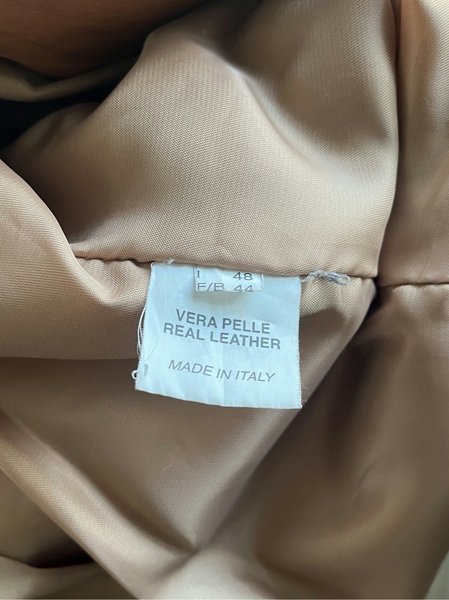 I 48
F/B 44
VERA PELLE
REAL LEATHER
MADE IN ITALY